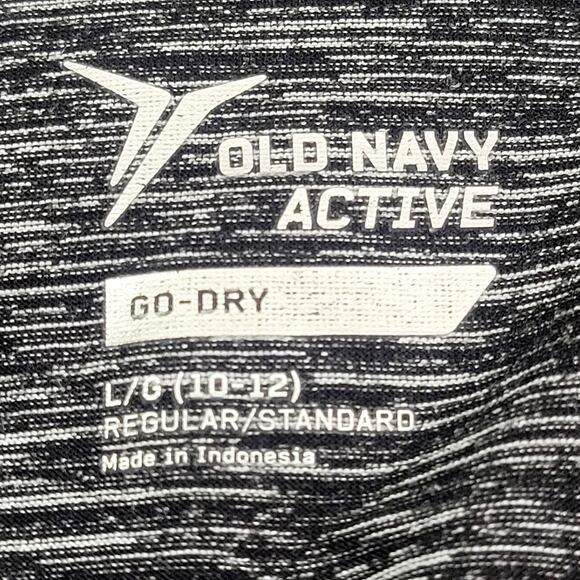 OLD NAVY
ACTIVE
GO-DRY
L/G (10-12)
REGULAR/STANDARD
Made in Indonesia